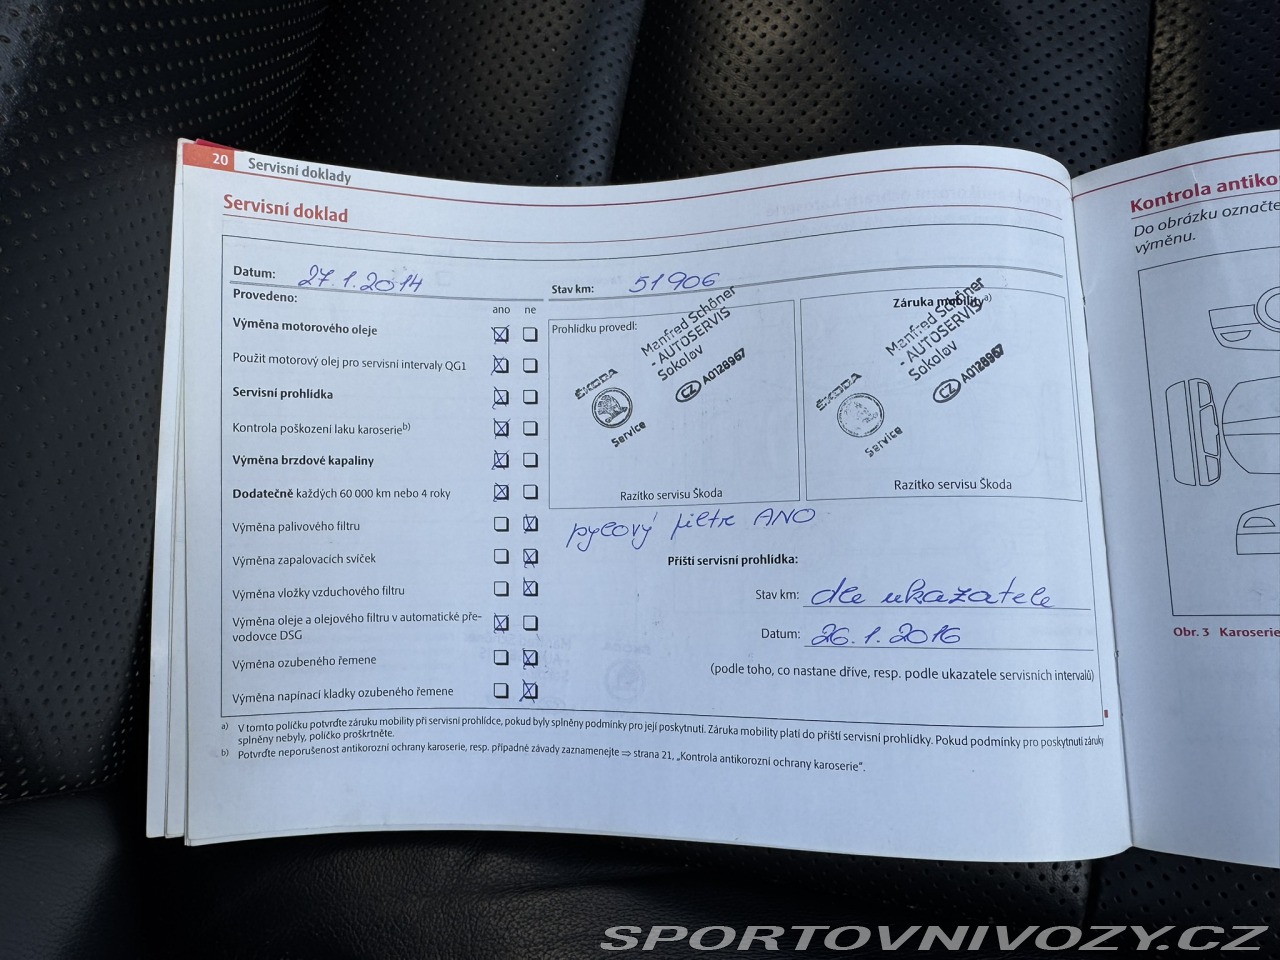 20 Servisní doklady
Servisní doklad
Datum: 27.1.2014
Stav km: 51906
Provedeno:
ano ne
Výměna motorového oleje
Použit motorový olej pro servisní intervaly QG1
Servisní prohlídka
Kontrola poškození laku karoserie b)
Výměna brzdové kapaliny
Dodatečně každých 60 000 km nebo 4 roky
Výměna palivového filtru
Výměna zapalovacích svíček
Výměna vložky vzduchového filtru
Výměna oleje a olejového filtru v automatické pře-
vodovce DSG
Výměna ozubeného řemene
Výměna napínací kladky ozubeného řemene
Prohlídku provedl:
Manfred Schöner
- AUTOSERVIS
Sokolov
CZ A0128967
ŠKODA
Service
Razítko servisu Škoda
Záruka mobility a)
Manfred Schöner
- AUTOSERVIS
Sokolov
CZ A0128967
ŠKODA
Service
Razítko servisu Škoda
pylový filtr ANO
Příští servisní prohlídka:
Stav km: dle ukazatele
Datum: 26.1.2016
(podle toho, co nastane dříve, resp. podle ukazatele servisních intervalů)
a) V tomto políčku potvrďte záruku mobility při servisní prohlídce, pokud byly splněny podmínky pro její poskytnutí. Záruka mobility platí do příští servisní prohlídky. Pokud podmínky pro poskytnutí záruky
splněny nebyly, políčko proškrtněte.
b) Potvrďte neporušenost antikorozní ochrany karoserie, resp. případné závady zaznamenejte ⇒ strana 21, „Kontrola antikorozní ochrany karoserie“.
Kontrola antiko
Do obrázku označte
výměnu.
Obr. 3 Karoserie
SPORTOVNIVOZY.CZ